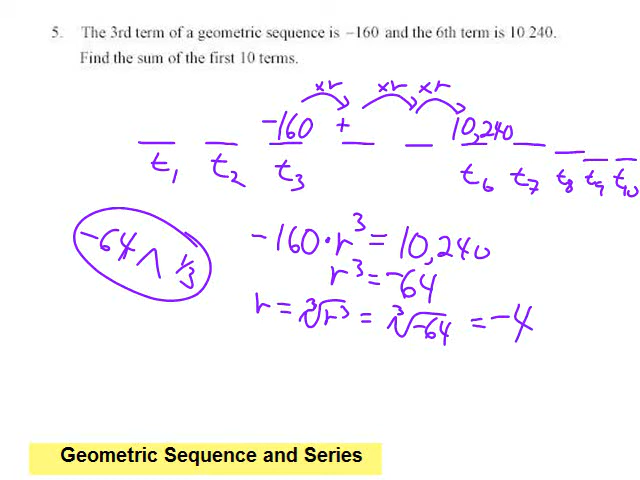 5. The 3rd term of a geometric sequence is −160 and the 6th term is 10 240.
Find the sum of the first 10 terms.
×r ×r ×r
−160 + 10,240
t₁ t₂ t₃ t₆ t₇ t₈ t₉ t₁₀
−160 · r³ = 10,240
−64 ^ 1/3
r³ = −64
r = ∛r³ = ∛−64 = −4
Geometric Sequence and Series